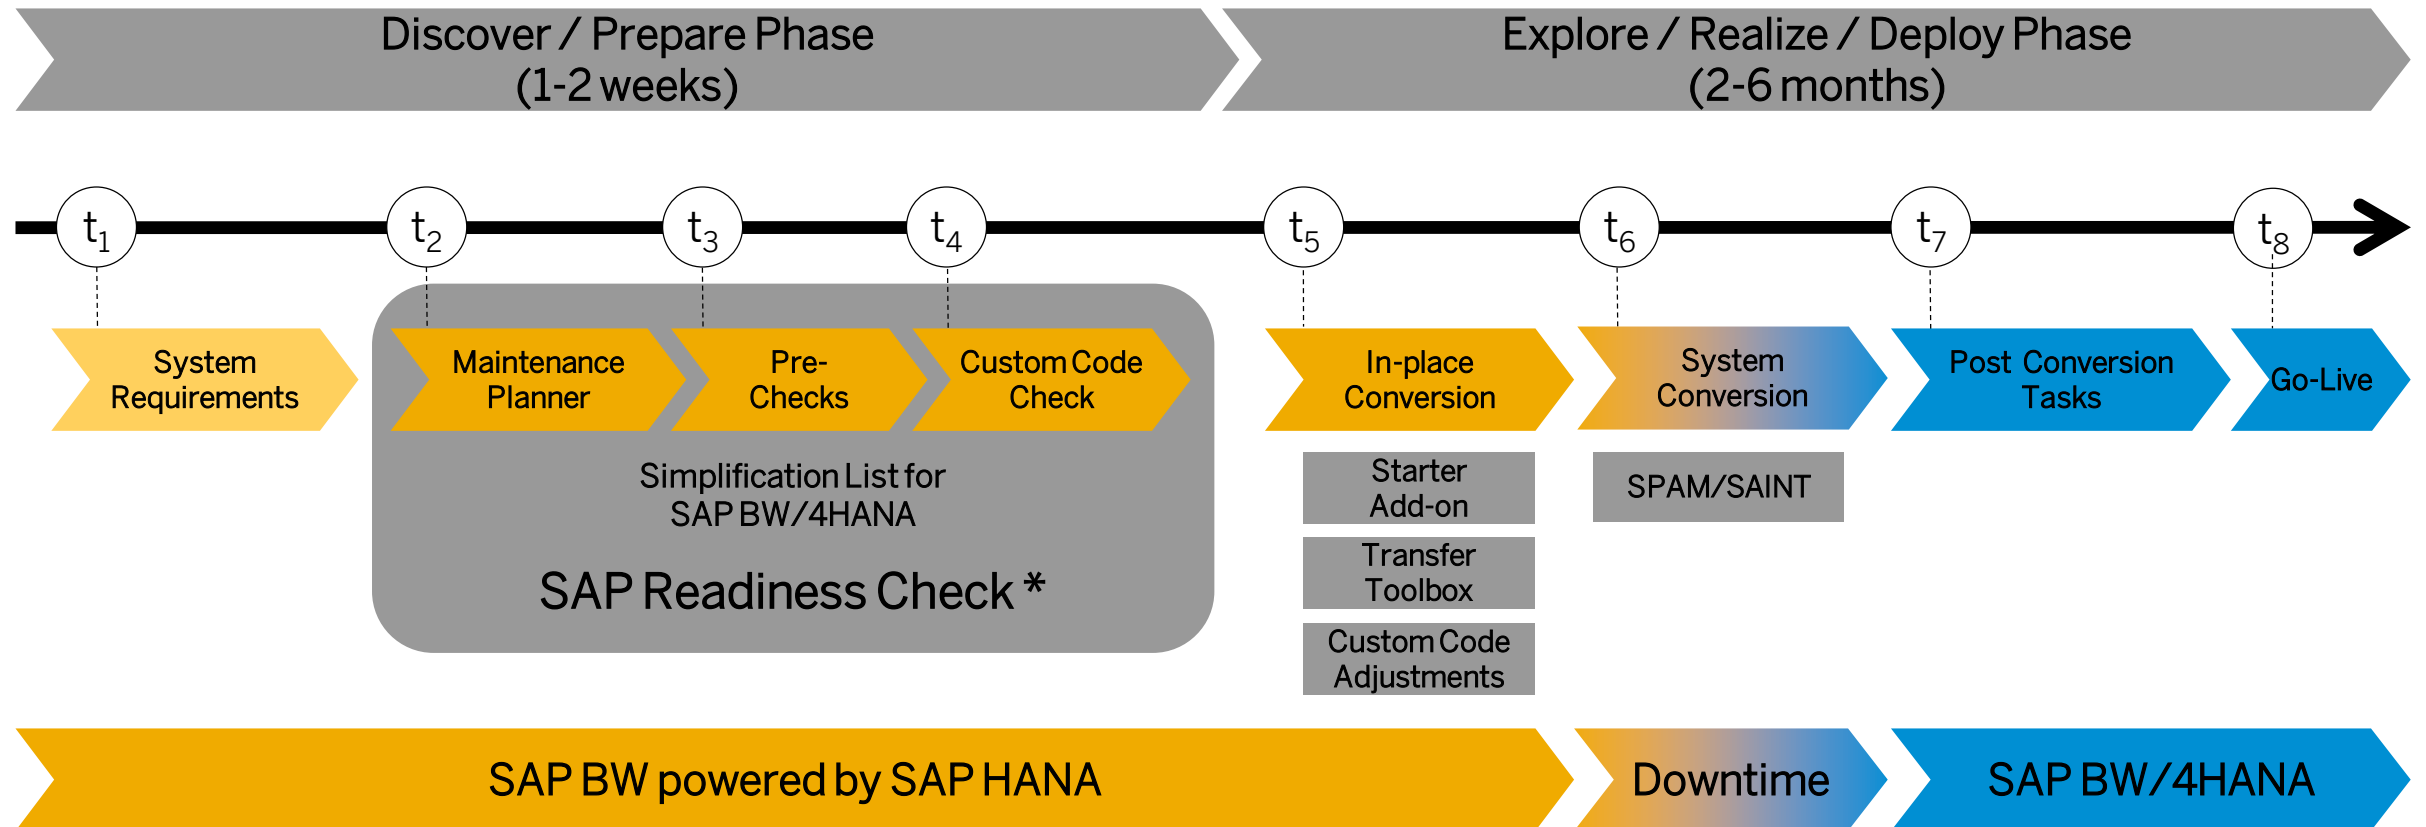 Discover / Prepare Phase
(1-2 weeks)
Explore / Realize / Deploy Phase
(2-6 months)
t1
t2
t3
t4
t5
t6
t7
t8
System
Requirements
Maintenance
Planner
Pre-
Checks
Custom Code
Check
In-place
Conversion
System
Conversion
Post Conversion
Tasks
Go-Live
Simplification List for
SAP BW/4HANA
SAP Readiness Check *
Starter
Add-on
Transfer
Toolbox
Custom Code
Adjustments
SPAM/SAINT
SAP BW powered by SAP HANA
Downtime
SAP BW/4HANA